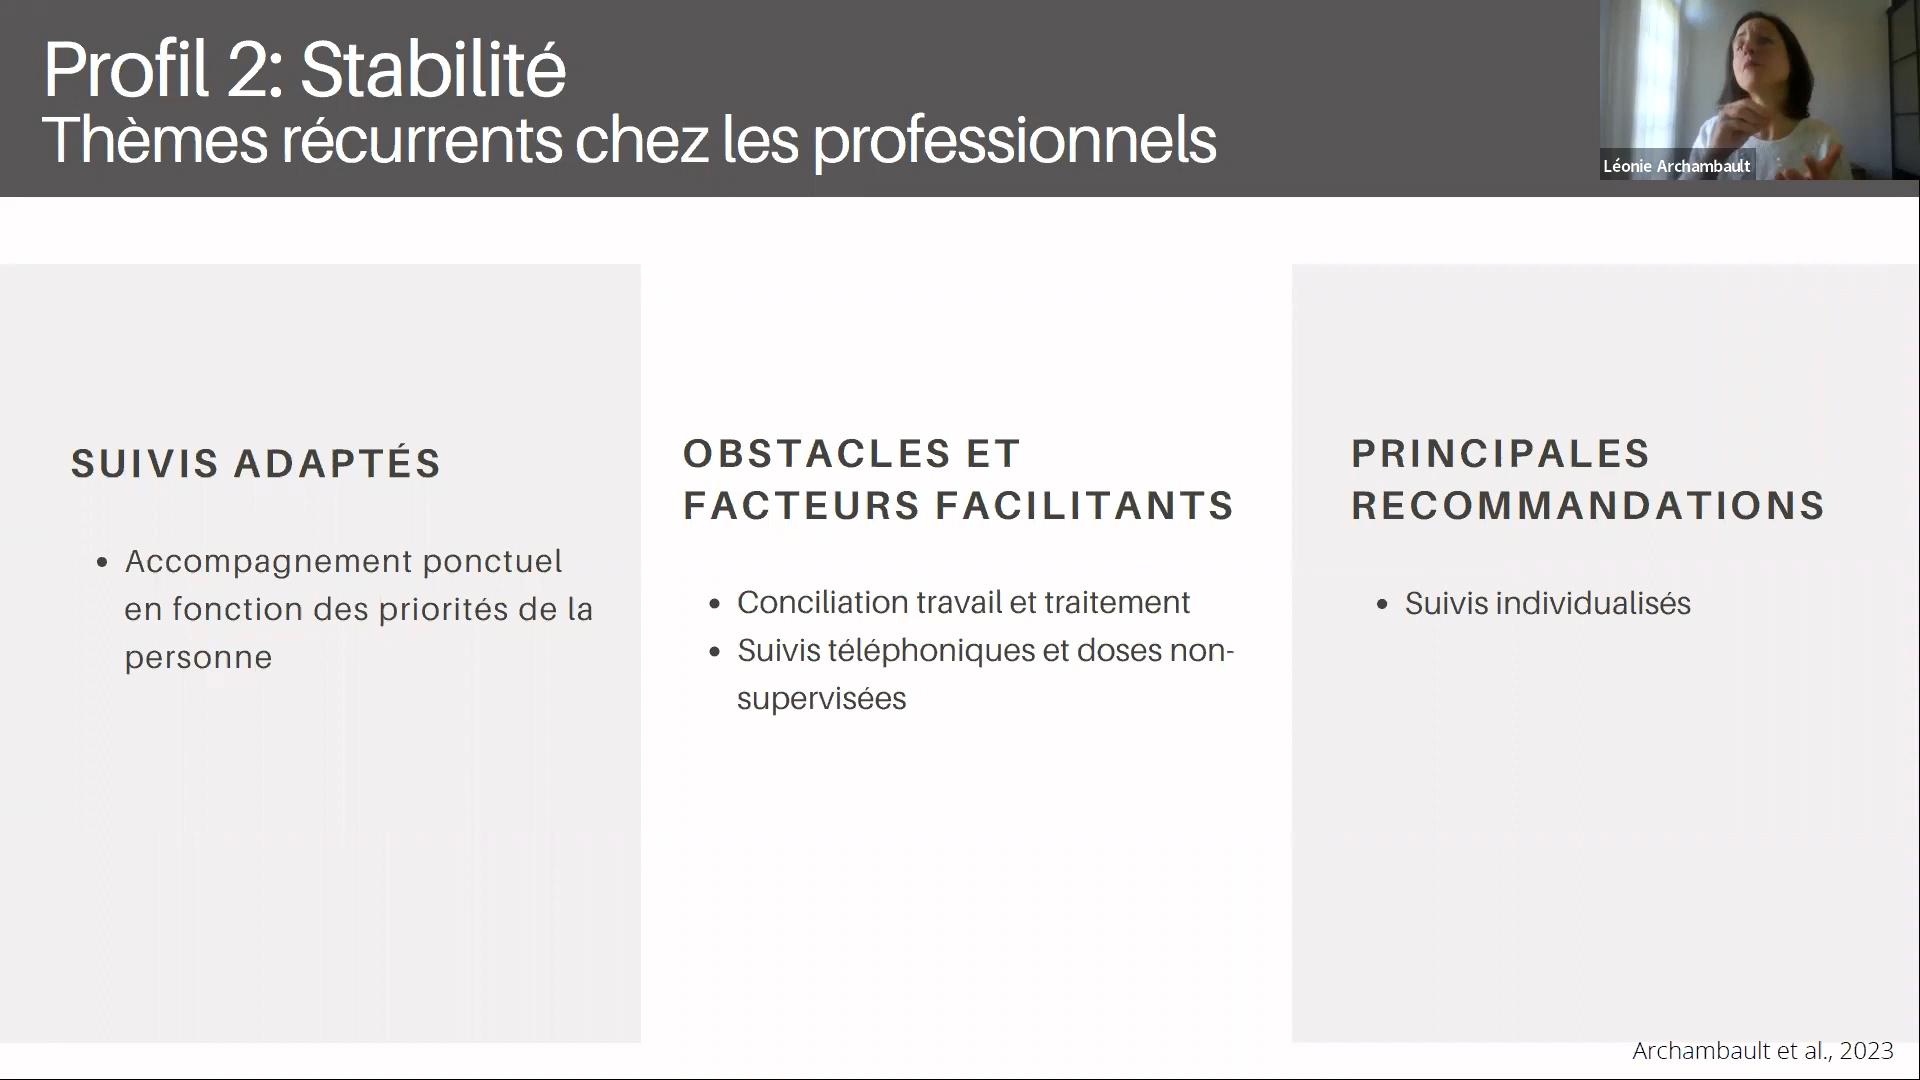 Profil 2: Stabilité
Thèmes récurrents chez les professionnels
Léonie Archambault
SUIVIS ADAPTÉS
• Accompagnement ponctuel
en fonction des priorités de la
personne
OBSTACLES ET
FACTEURS FACILITANTS
• Conciliation travail et traitement
• Suivis téléphoniques et doses non-
supervisées
PRINCIPALES
RECOMMANDATIONS
• Suivis individualisés
Archambault et al., 2023